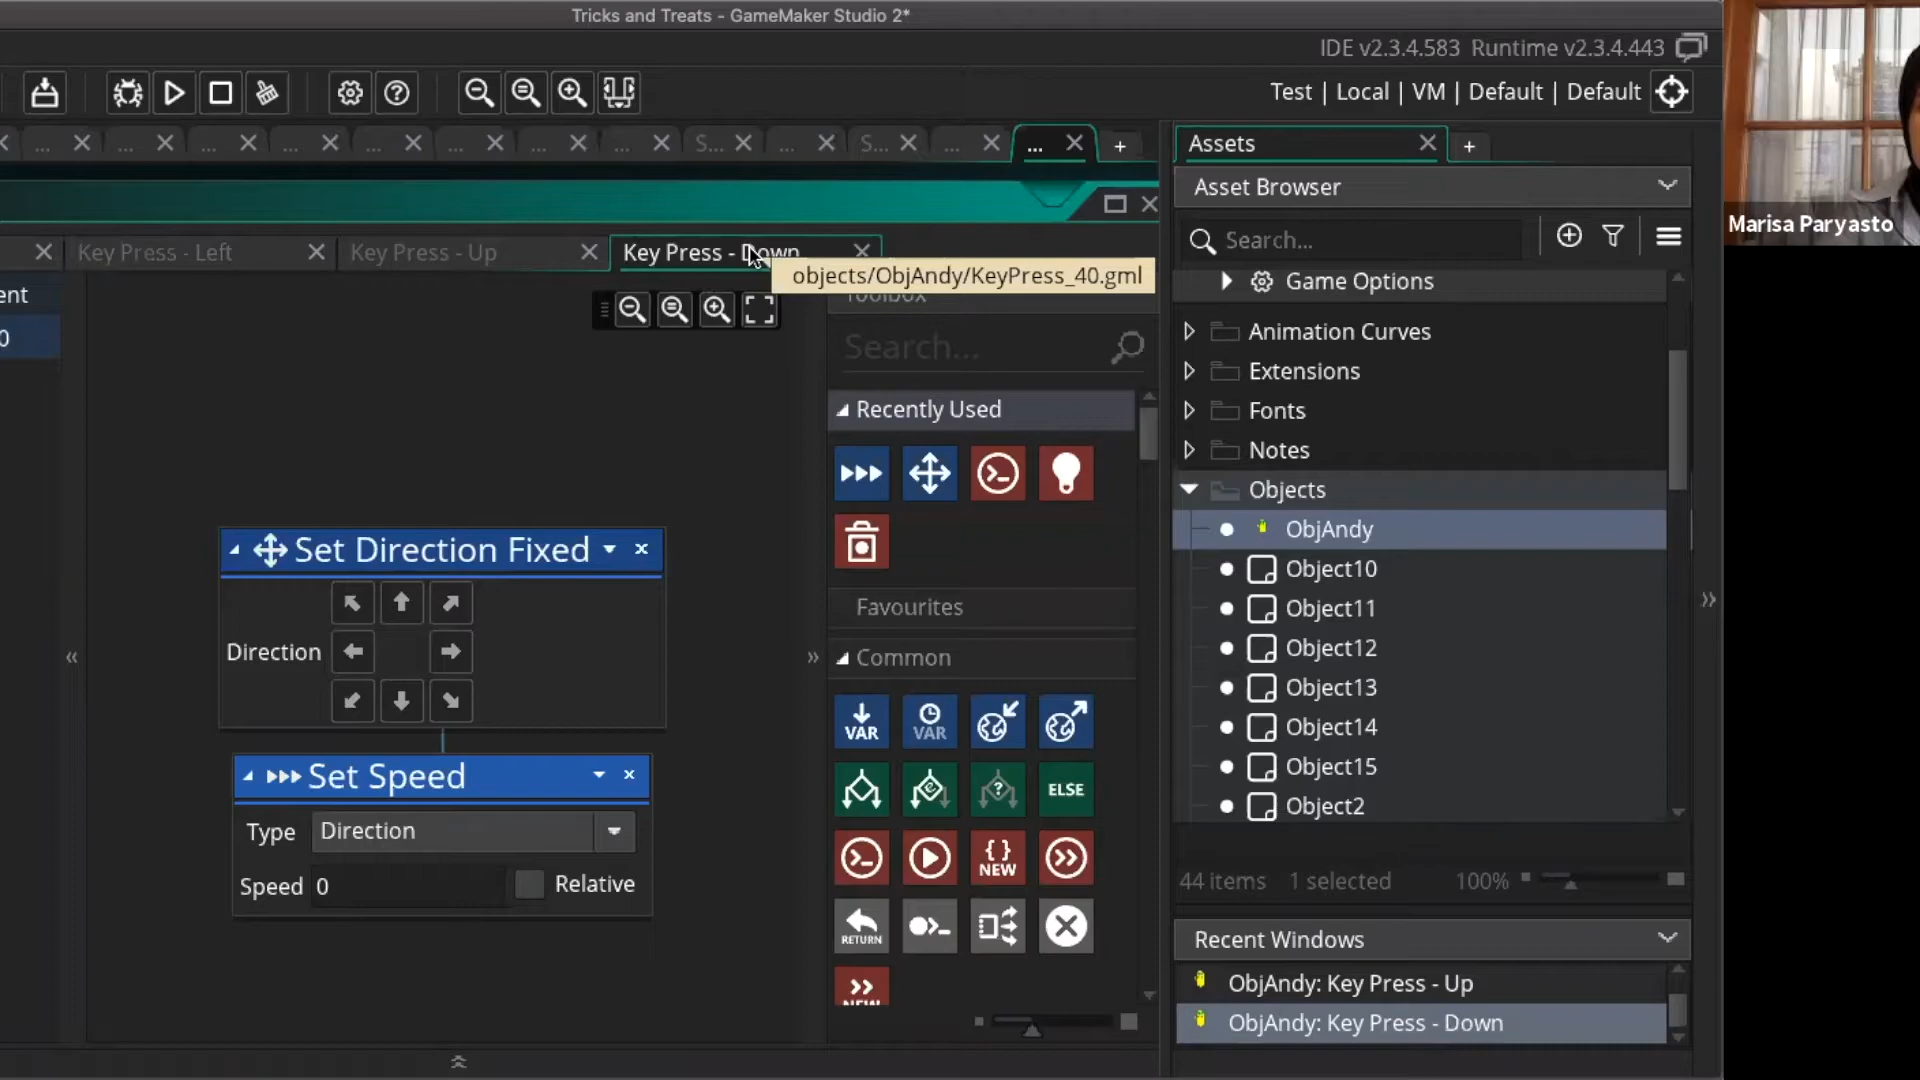 Tricks and Treats - GameMaker Studio 2*
IDE v2.3.4.583 Runtime v2.3.4.443
Test | Local | VM | Default | Default
... ... ... ... ... ... ... ... S... ... S... ... ...
Assets
Asset Browser
Search...
Marisa Paryasto
Key Press - Left
Key Press - Up
Key Press - Down
objects/ObjAndy/KeyPress_40.gml
ent
0
Toolbox
Search...
Recently Used
Favourites
Common
VAR
VAR
ELSE
{ } NEW
RETURN
NEW
Set Direction Fixed
Direction
Set Speed
Type Direction
Speed 0 Relative
Game Options
Animation Curves
Extensions
Fonts
Notes
Objects
ObjAndy
Object10
Object11
Object12
Object13
Object14
Object15
Object2
44 items 1 selected 100%
Recent Windows
ObjAndy: Key Press - Up
ObjAndy: Key Press - Down